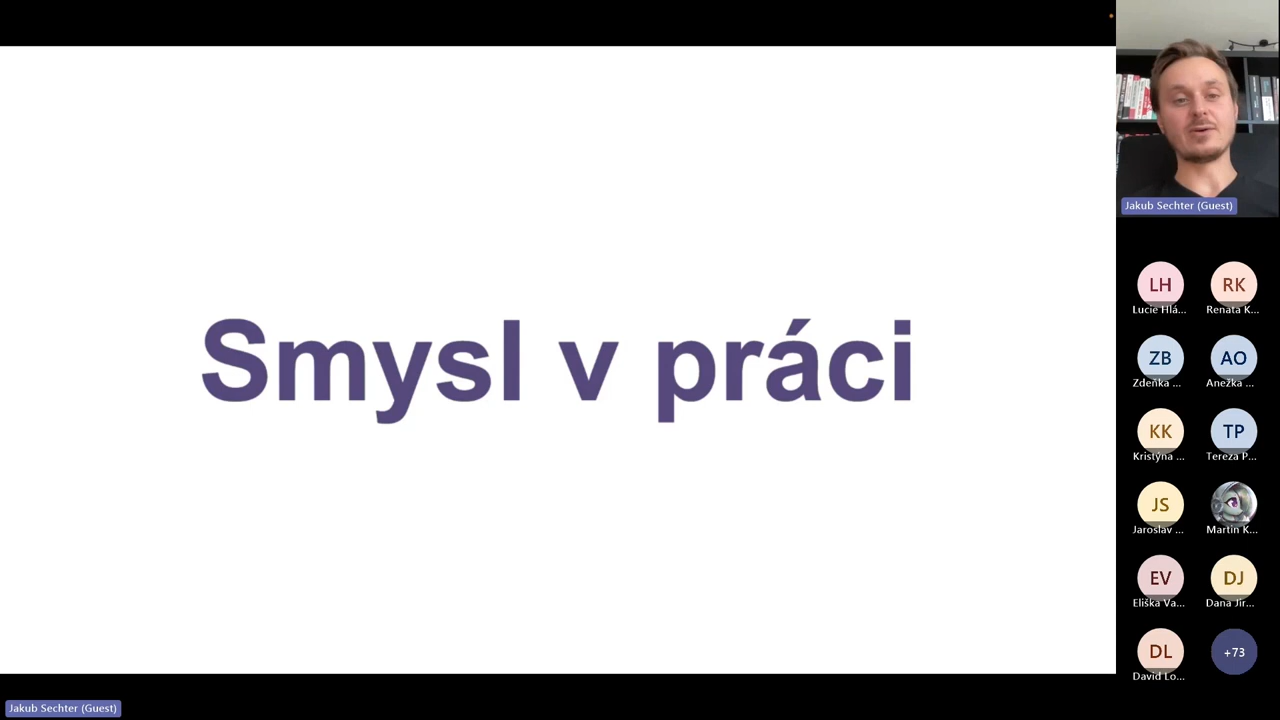 Smysl v práci
Jakub Sechter (Guest)
LH
RK
Lucie Hlá...
Renata K...
ZB
AO
Zdeňka ...
Anežka ...
KK
TP
Kristýna ...
Tereza P...
JS
Jaroslav ...
Martin K...
EV
DJ
Eliška Va...
Dana Jir...
DL
+73
David Lo...
Jakub Sechter (Guest)